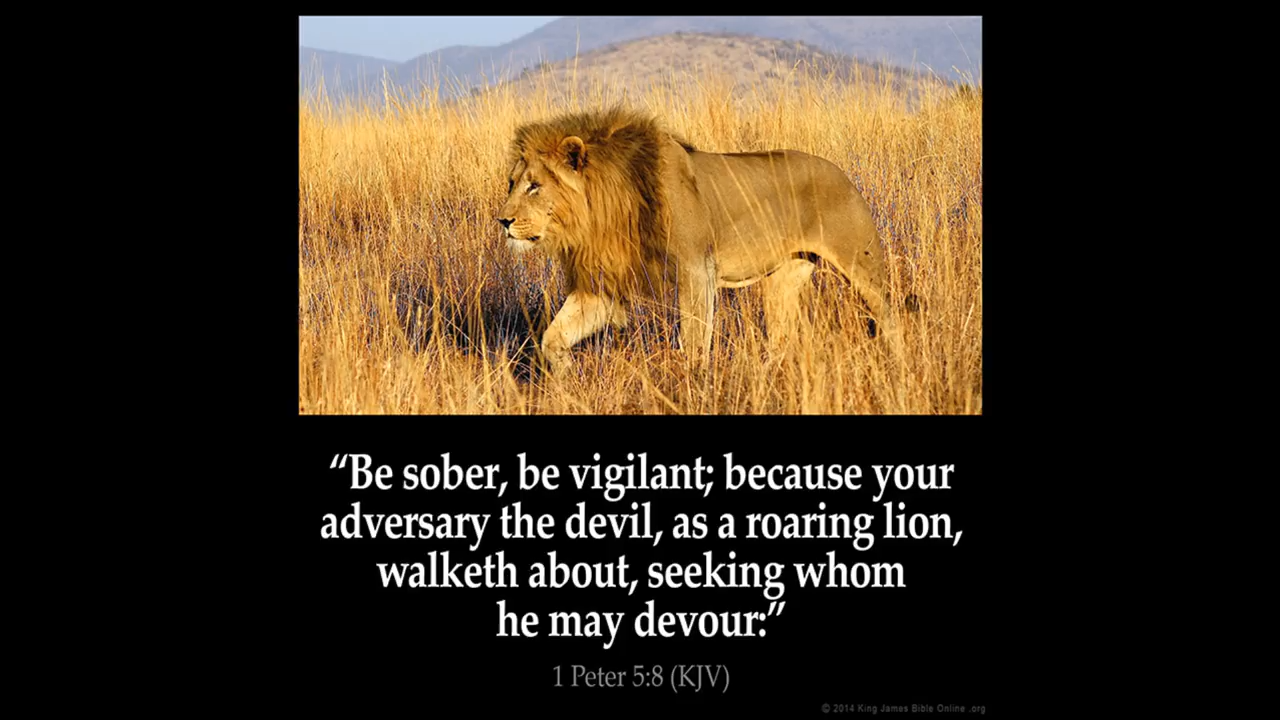 “Be sober, be vigilant; because your
adversary the devil, as a roaring lion,
walketh about, seeking whom
he may devour:”
1 Peter 5:8 (KJV)
© 2014 King James Bible Online .org